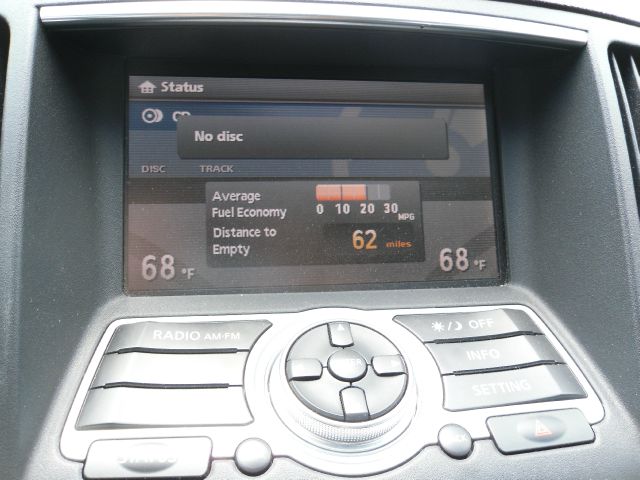 Status
No disc
DISC TRACK
Average
Fuel Economy
0 10 20 30 MPG
Distance to
Empty
62 miles
68 °F
68 °F
RADIO AM·FM
OFF
INFO
SETTING
STATUS